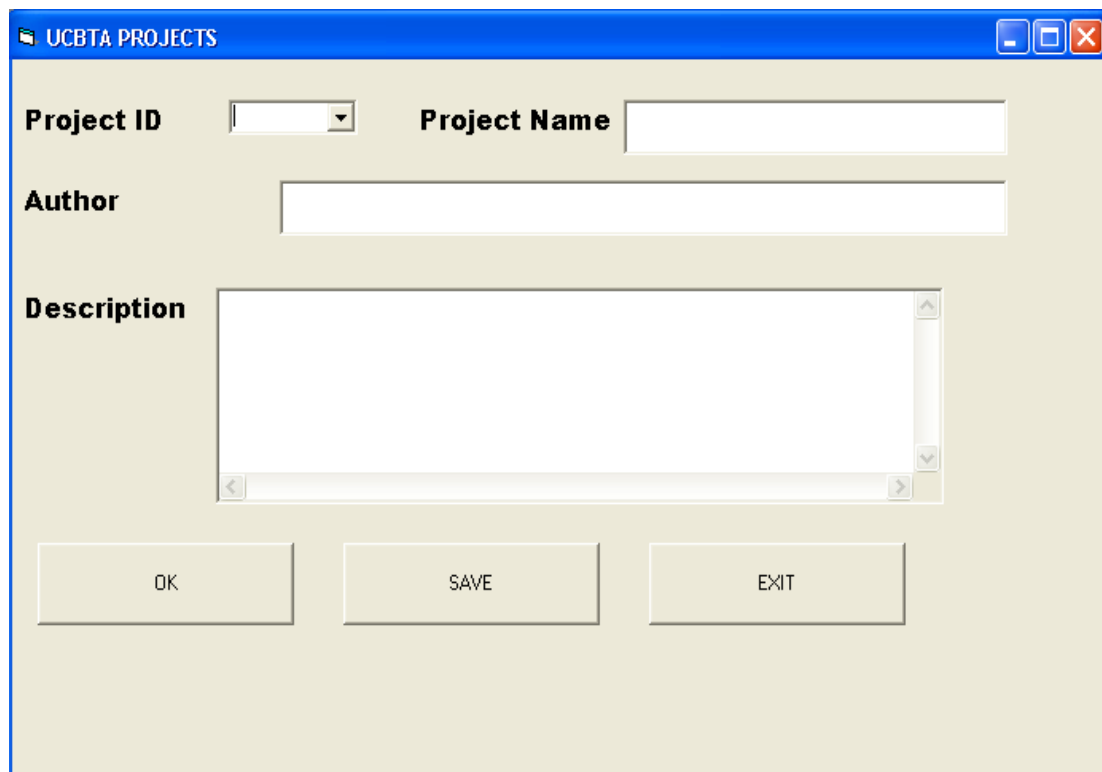 UCBTA PROJECTS
Project ID Project Name
Author
Description
OK SAVE EXIT